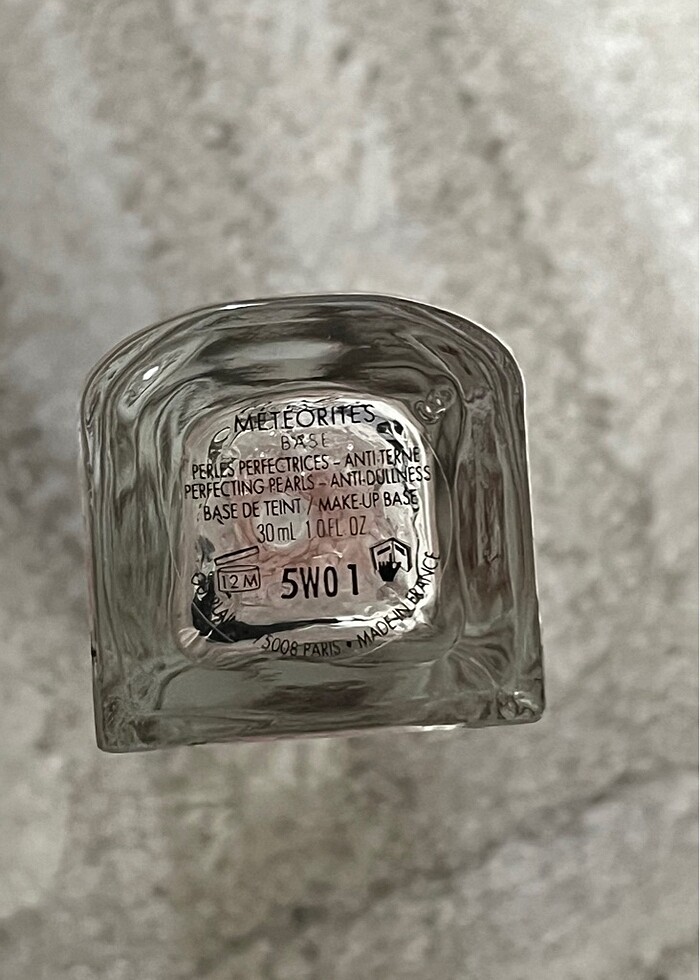 MÉTÉORITES
BASE
PERLES PERFECTRICES - ANTI-TERNE
PERFECTING PEARLS - ANTI-DULLNESS
BASE DE TEINT / MAKE-UP BASE
30 mL 1.0 FL. OZ
12 M
5W01
75008 PARIS • MADE IN FRANCE